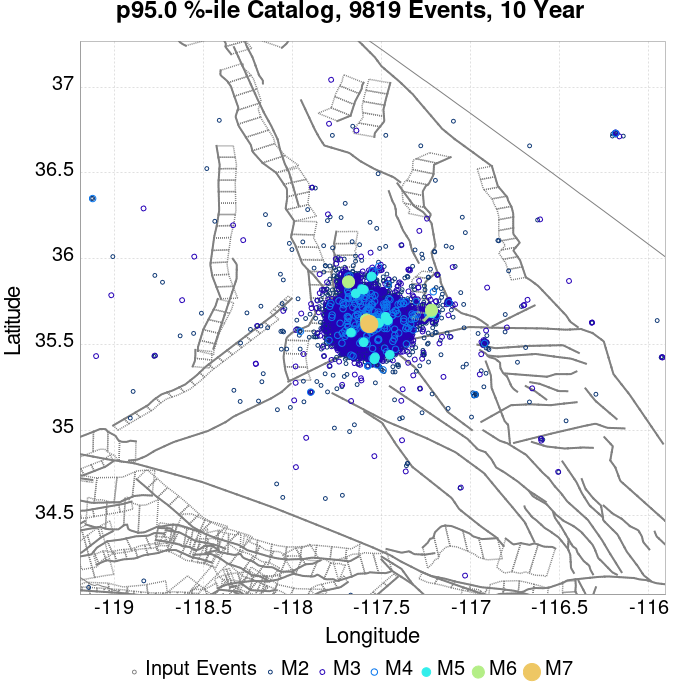 p95.0 %-ile Catalog, 9819 Events, 10 Year
37
36.5
36
35.5
35
34.5
Latitude
-119 -118.5 -118 -117.5 -117 -116.5 -116
Longitude
Input Events M2 M3 M4 M5 M6 M7